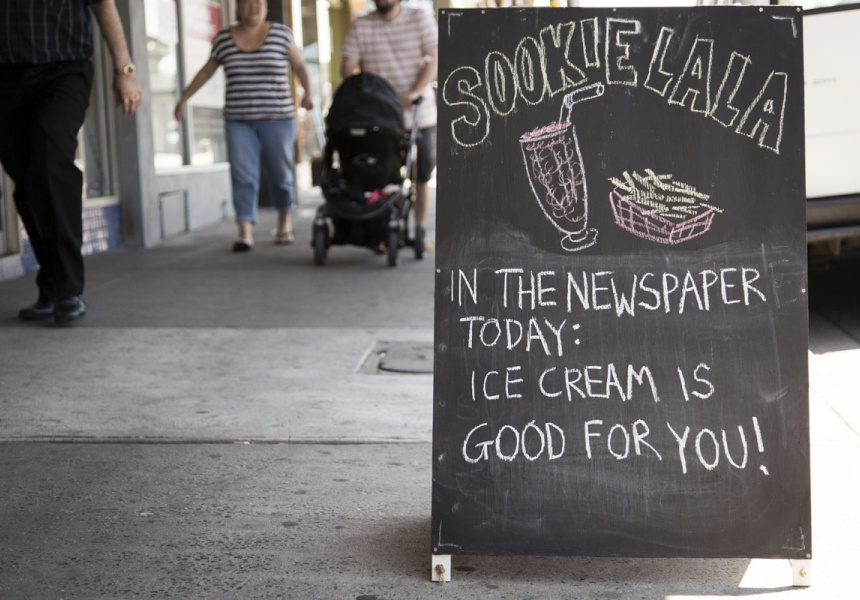 SOOKIE LALA
IN THE NEWSPAPER
TODAY:
ICE CREAM IS
GOOD FOR YOU!